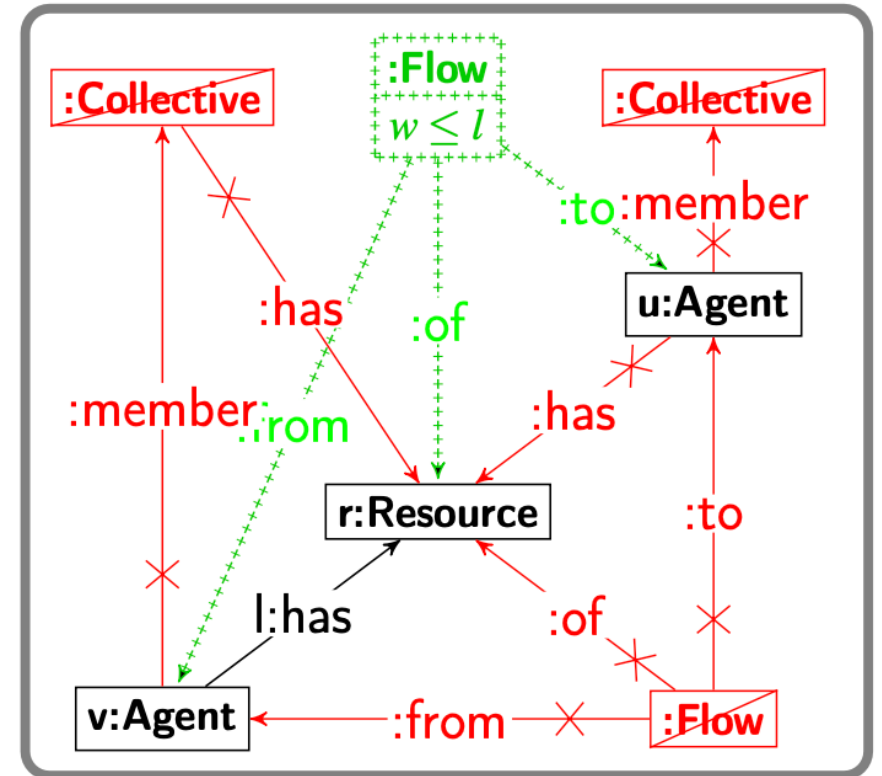 :Flow
:Collective
:Collective
w ≤ l
:to
:member
:has
u:Agent
:of
:has
:member
:from
r:Resource
:to
l:has
:of
v:Agent
:from
:Flow